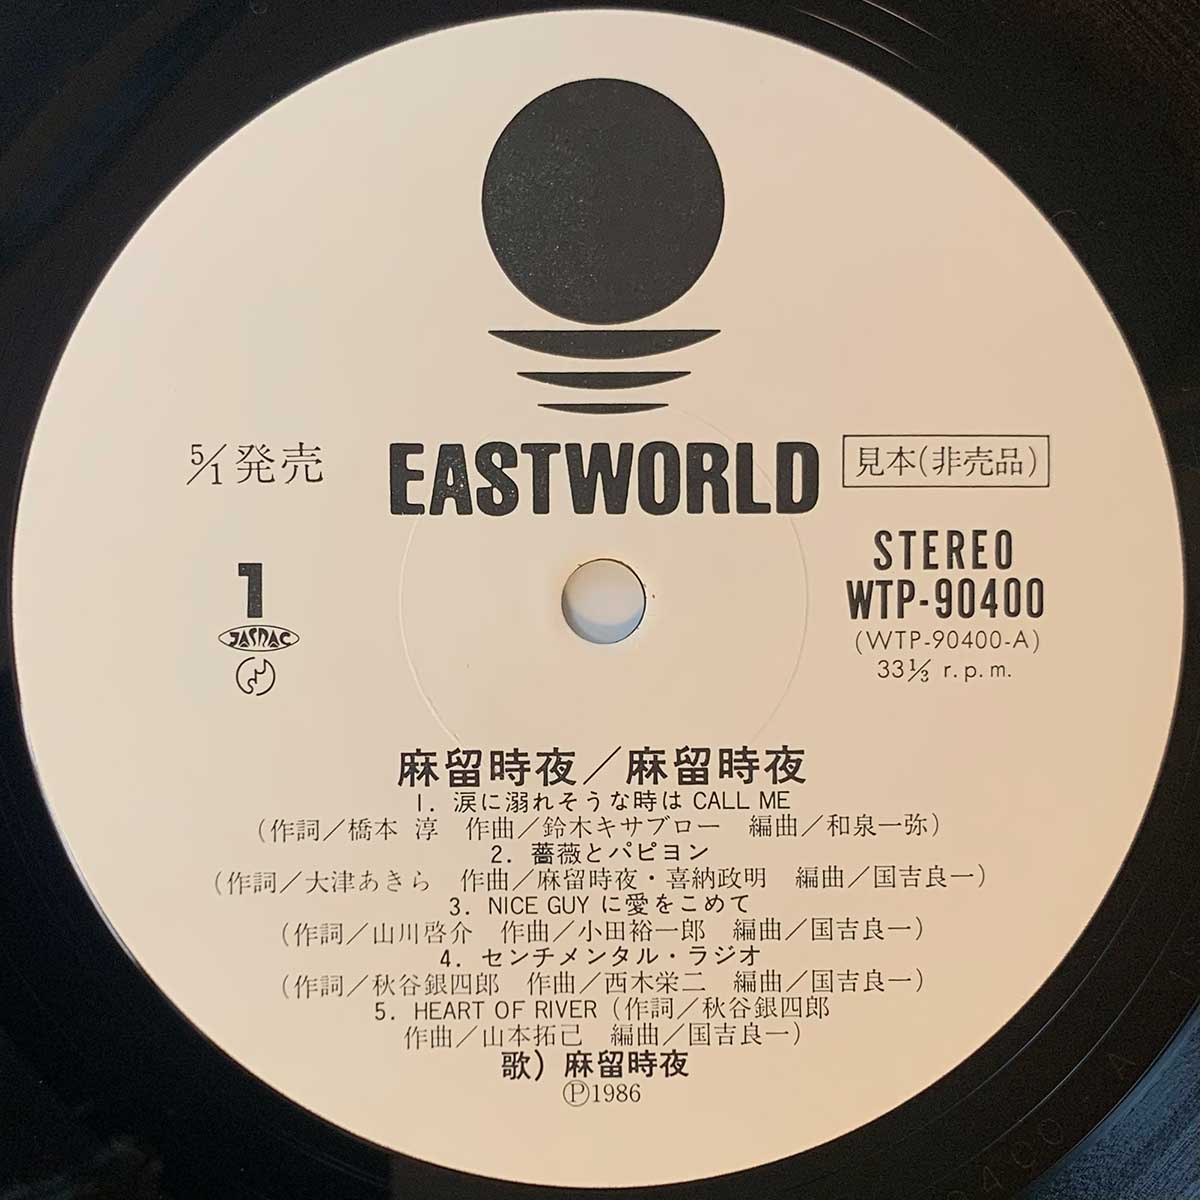 EASTWORLD
5/1 発売
見本(非売品)
1
JASRAC
STEREO
WTP-90400
(WTP-90400-A)
33⅓ r.p.m.
麻留時夜／麻留時夜
1. 涙に溺れそうな時は CALL ME
(作詞／橋本 淳 作曲／鈴木キサブロー 編曲／和泉一弥)
2. 薔薇とパピヨン
(作詞／大津あきら 作曲／麻留時夜・喜納政明 編曲／国吉良一)
3. NICE GUY に愛をこめて
(作詞／山川啓介 作曲／小田裕一郎 編曲／国吉良一)
4. センチメンタル・ラジオ
(作詞／秋谷銀四郎 作曲／西木栄二 編曲／国吉良一)
5. HEART OF RIVER (作詞／秋谷銀四郎
作曲／山本拓己 編曲／国吉良一)
歌) 麻留時夜
Ⓟ1986